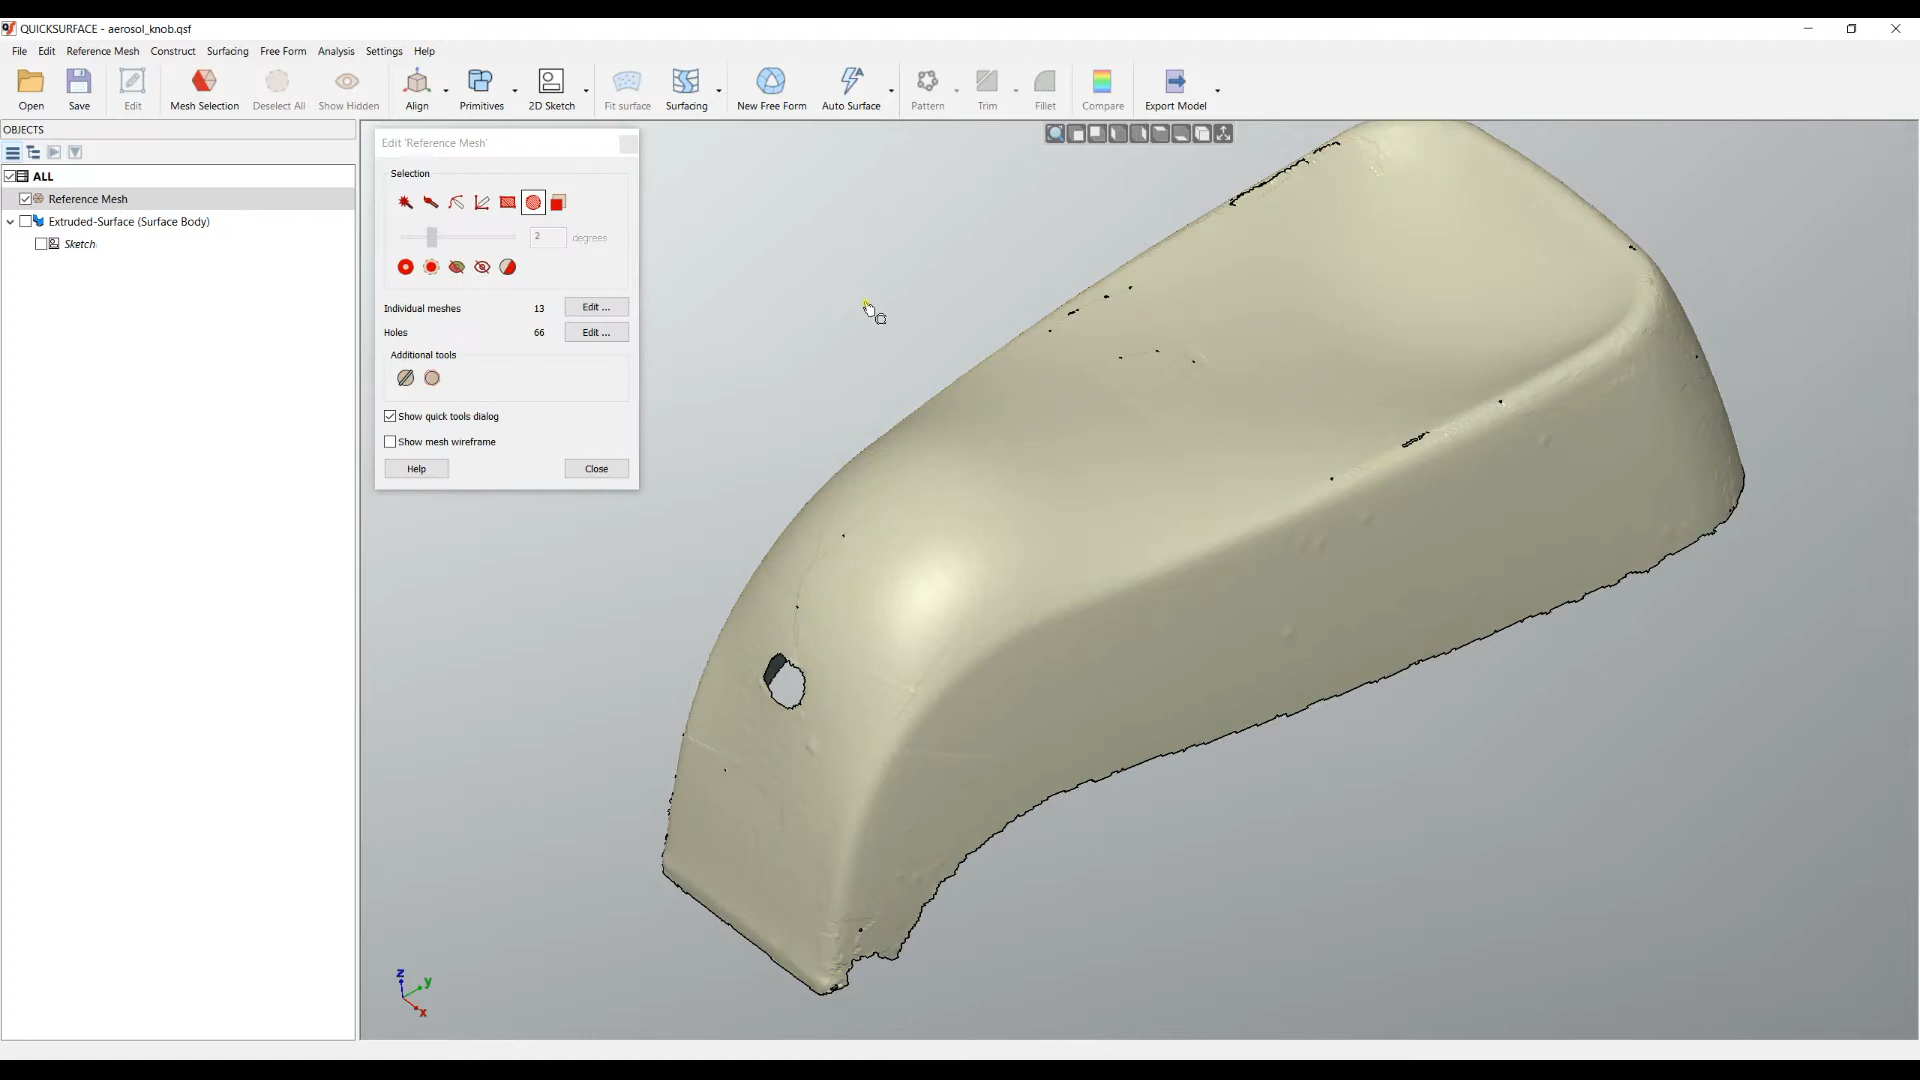 QUICKSURFACE - aerosol_knob.qsf
File Edit Reference Mesh Construct Surfacing Free Form Analysis Settings Help
Open Save Edit Mesh Selection Deselect All Show Hidden Align Primitives 2D Sketch Fit surface Surfacing New Free Form Auto Surface Pattern Trim Fillet Compare Export Model
OBJECTS
ALL
Reference Mesh
Extruded-Surface (Surface Body)
Sketch
Edit 'Reference Mesh'
Selection
2 degrees
Individual meshes 13 Edit ...
Holes 66 Edit ...
Additional tools
Show quick tools dialog
Show mesh wireframe
Help Close
z
y
x